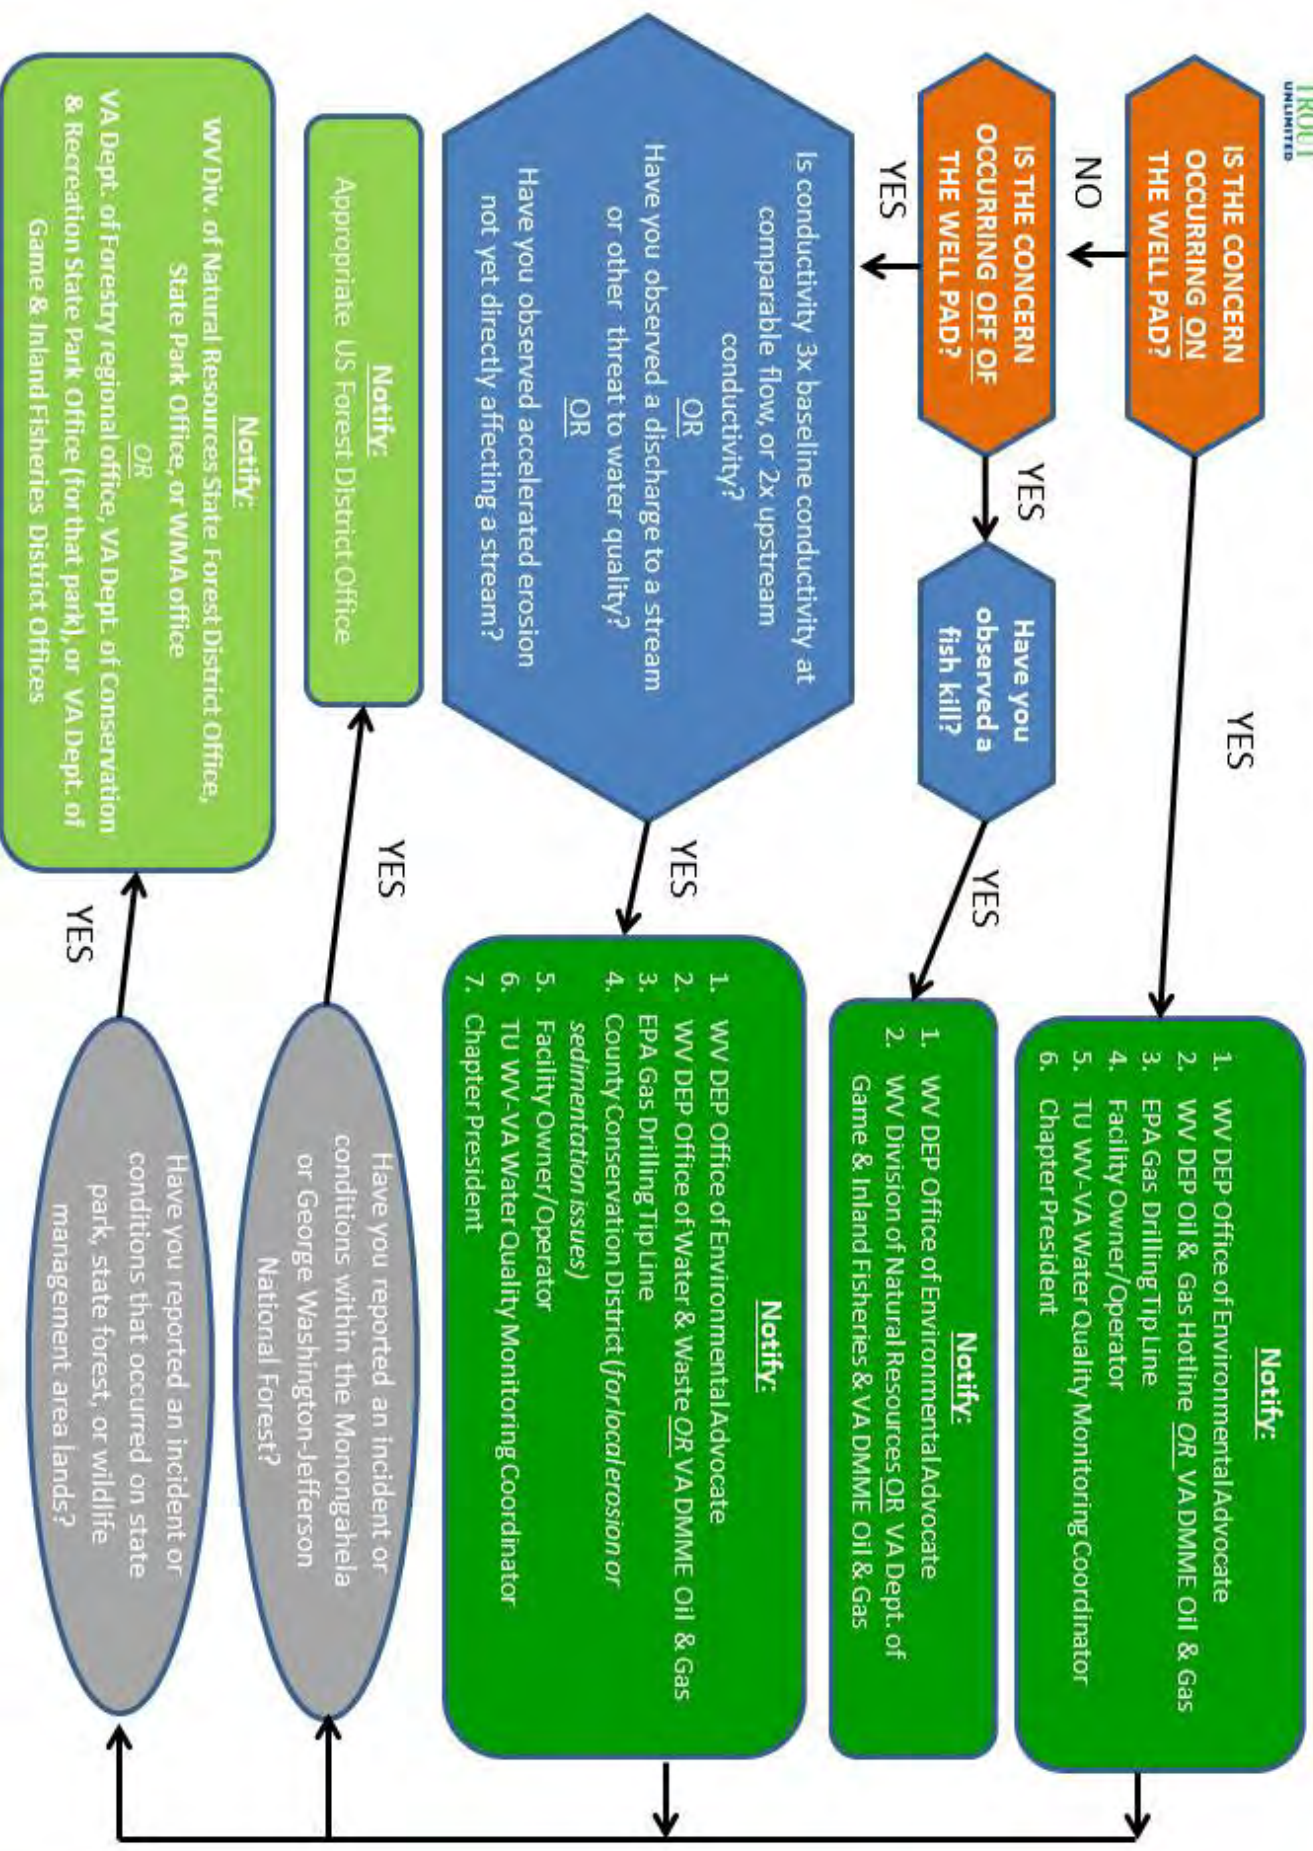 TROUT
UNLIMITED
IS THE CONCERN
OCCURRING ON
THE WELL PAD?
YES
Notify:
1. WV DEP Office of Environmental Advocate
2. WV DEP Oil & Gas Hotline OR VA DMME Oil & Gas
3. EPA Gas Drilling Tip Line
4. Facility Owner/Operator
5. TU WV-VA Water Quality Monitoring Coordinator
6. Chapter President
NO
IS THE CONCERN
OCCURRING OFF OF
THE WELL PAD?
YES
Have you
observed a
fish kill?
YES
Notify:
1. WV DEP Office of Environmental Advocate
2. WV Division of Natural Resources OR VA Dept. of
Game & Inland Fisheries & VA DMME Oil & Gas
YES
Is conductivity 3x baseline conductivity at
comparable flow, or 2x upstream
conductivity?
OR
Have you observed a discharge to a stream
or other threat to water quality?
OR
Have you observed accelerated erosion
not yet directly affecting a stream?
YES
Notify:
1. WV DEP Office of Environmental Advocate
2. WV DEP Office of Water & Waste OR VA DMME Oil & Gas
3. EPA Gas Drilling Tip Line
4. County Conservation District (for local erosion or
sedimentation issues)
5. Facility Owner/Operator
6. TU WV-VA Water Quality Monitoring Coordinator
7. Chapter President
Notify:
Appropriate US Forest District Office
YES
Have you reported an incident or
conditions within the Monongahela
or George Washington-Jefferson
National Forest?
Notify:
WV Div. of Natural Resources State Forest District Office,
State Park Office, or WMA office
OR
VA Dept. of Forestry regional office, VA Dept. of Conservation
& Recreation State Park Office (for that park), or VA Dept. of
Game & Inland Fisheries District Offices
YES
Have you reported an incident or
conditions that occurred on state
park, state forest, or wildlife
management area lands?